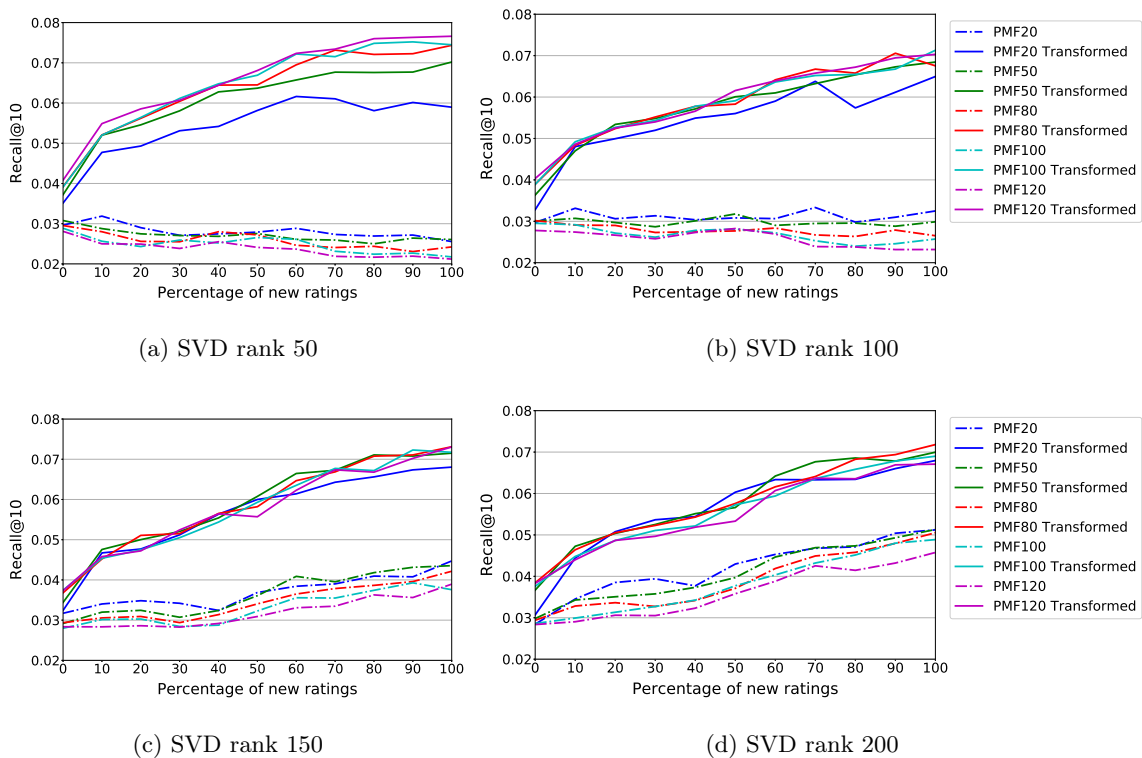 0.08
0.07
0.06
0.05
0.04
0.03
0.02
Recall@10
0 10 20 30 40 50 60 70 80 90 100
Percentage of new ratings
(a) SVD rank 50
0.08
0.07
0.06
0.05
0.04
0.03
0.02
Recall@10
0 10 20 30 40 50 60 70 80 90 100
Percentage of new ratings
(b) SVD rank 100
PMF20
PMF20 Transformed
PMF50
PMF50 Transformed
PMF80
PMF80 Transformed
PMF100
PMF100 Transformed
PMF120
PMF120 Transformed
0.08
0.07
0.06
0.05
0.04
0.03
0.02
Recall@10
0 10 20 30 40 50 60 70 80 90 100
Percentage of new ratings
(c) SVD rank 150
0.08
0.07
0.06
0.05
0.04
0.03
0.02
Recall@10
0 10 20 30 40 50 60 70 80 90 100
Percentage of new ratings
(d) SVD rank 200
PMF20
PMF20 Transformed
PMF50
PMF50 Transformed
PMF80
PMF80 Transformed
PMF100
PMF100 Transformed
PMF120
PMF120 Transformed